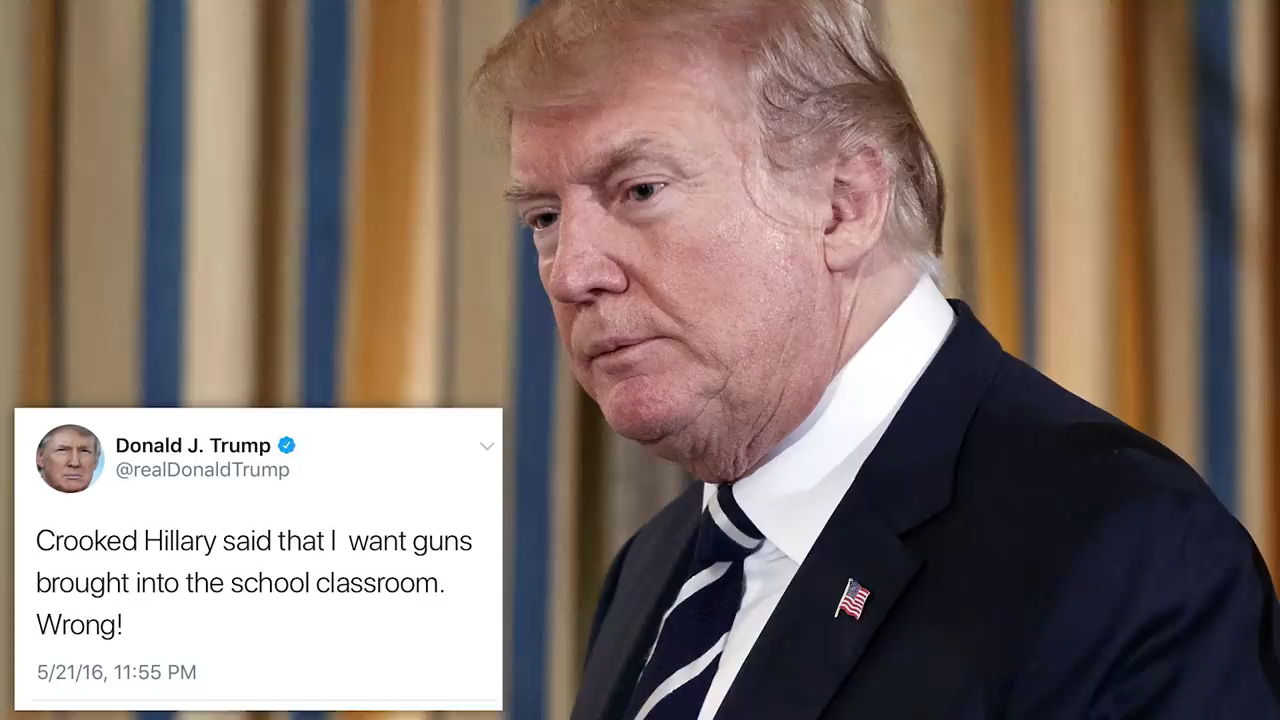 Donald J. Trump
@realDonaldTrump
Crooked Hillary said that I want guns
brought into the school classroom.
Wrong!
5/21/16, 11:55 PM